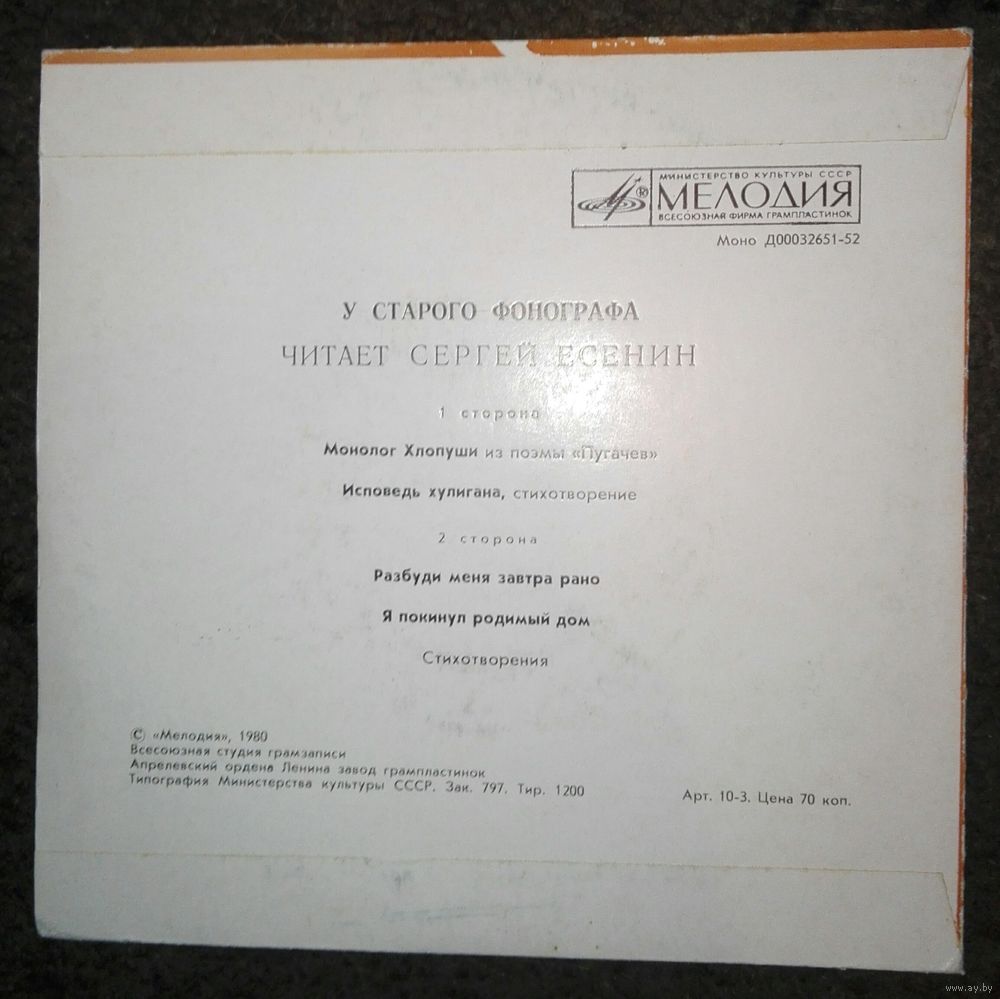 МИНИСТЕРСТВО КУЛЬТУРЫ СССР
МЕЛОДИЯ
ВСЕСОЮЗНАЯ ФИРМА ГРАМПЛАСТИНОК
Моно Д00032651-52
У СТАРОГО ФОНОГРАФА
ЧИТАЕТ СЕРГЕЙ ЕСЕНИН
1 сторона
Монолог Хлопуши из поэмы «Пугачев»
Исповедь хулигана, стихотворение
2 сторона
Разбуди меня завтра рано
Я покинул родимый дом
Стихотворения
© «Мелодия», 1980
Всесоюзная студия грамзаписи
Апрелевский ордена Ленина завод грампластинок
Типография Министерства культуры СССР. Зак. 797. Тир. 1200
Арт. 10-3. Цена 70 коп.
www.ay.by